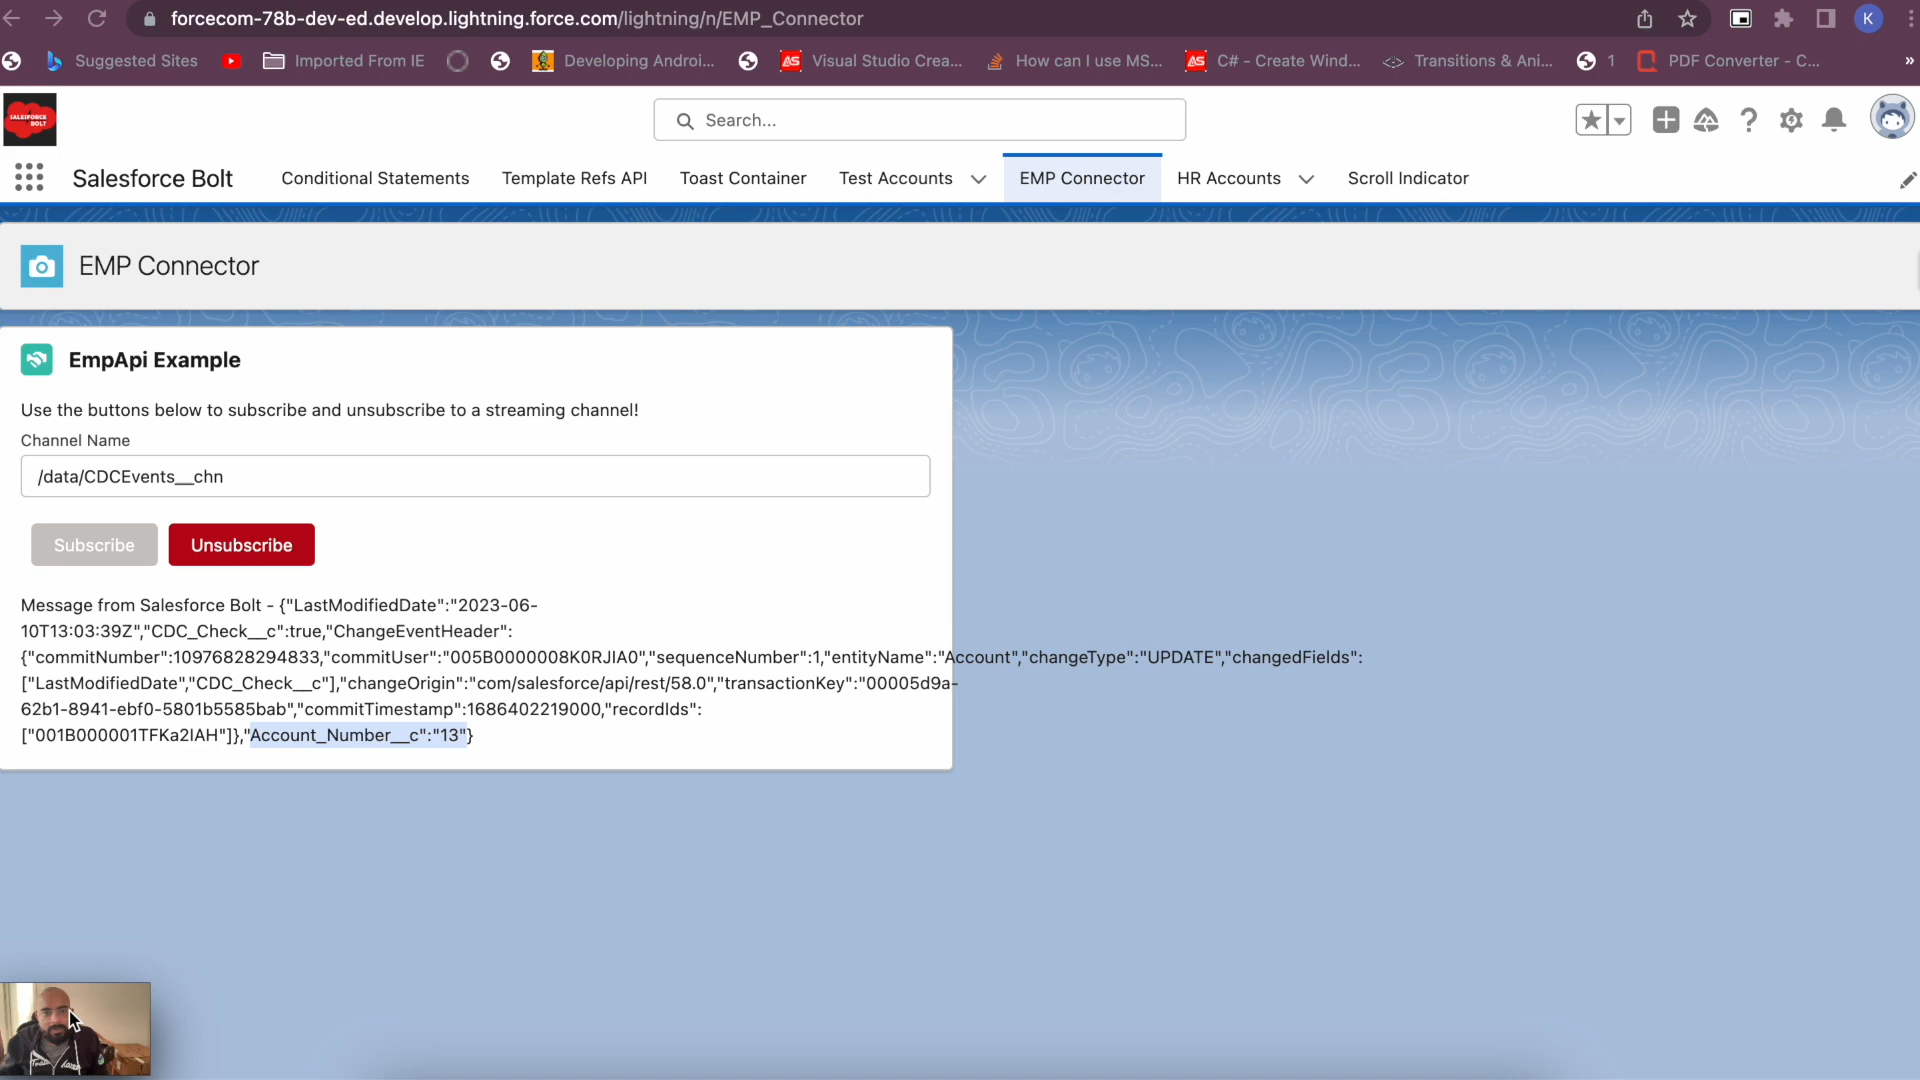 forcecom-78b-dev-ed.develop.lightning.force.com/lightning/n/EMP_Connector
K
Suggested Sites
Imported From IE
Developing Androi...
AS
Visual Studio Crea...
How can I use MS...
AS
C# - Create Wind...
Transitions & Ani...
1
PDF Converter - C...
»
SALESFORCE
BOLT
Search...
Salesforce Bolt
Conditional Statements
Template Refs API
Toast Container
Test Accounts
EMP Connector
HR Accounts
Scroll Indicator
EMP Connector
EmpApi Example
Use the buttons below to subscribe and unsubscribe to a streaming channel!
Channel Name
/data/CDCEvents__chn
Subscribe
Unsubscribe
Message from Salesforce Bolt - {"LastModifiedDate":"2023-06-
10T13:03:39Z","CDC_Check__c":true,"ChangeEventHeader":
{"commitNumber":10976828294833,"commitUser":"005B0000008K0RJIA0","sequenceNumber":1,"entityName":"Account","changeType":"UPDATE","changedFields":
["LastModifiedDate","CDC_Check__c"],"changeOrigin":"com/salesforce/api/rest/58.0","transactionKey":"00005d9a-
62b1-8941-ebf0-5801b5585bab","commitTimestamp":1686402219000,"recordIds":
["001B000001TFKa2IAH"]},"Account_Number__c":"13"}